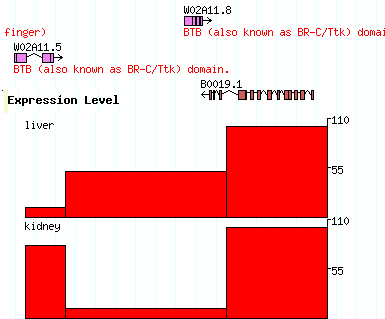 W02A11.8
finger)
BTB (also known as BR-C/Ttk) domai
W02A11.5
BTB (also known as BR-C/Ttk) domain.
B0019.1
Expression Level
liver
110
55
kidney
110
55